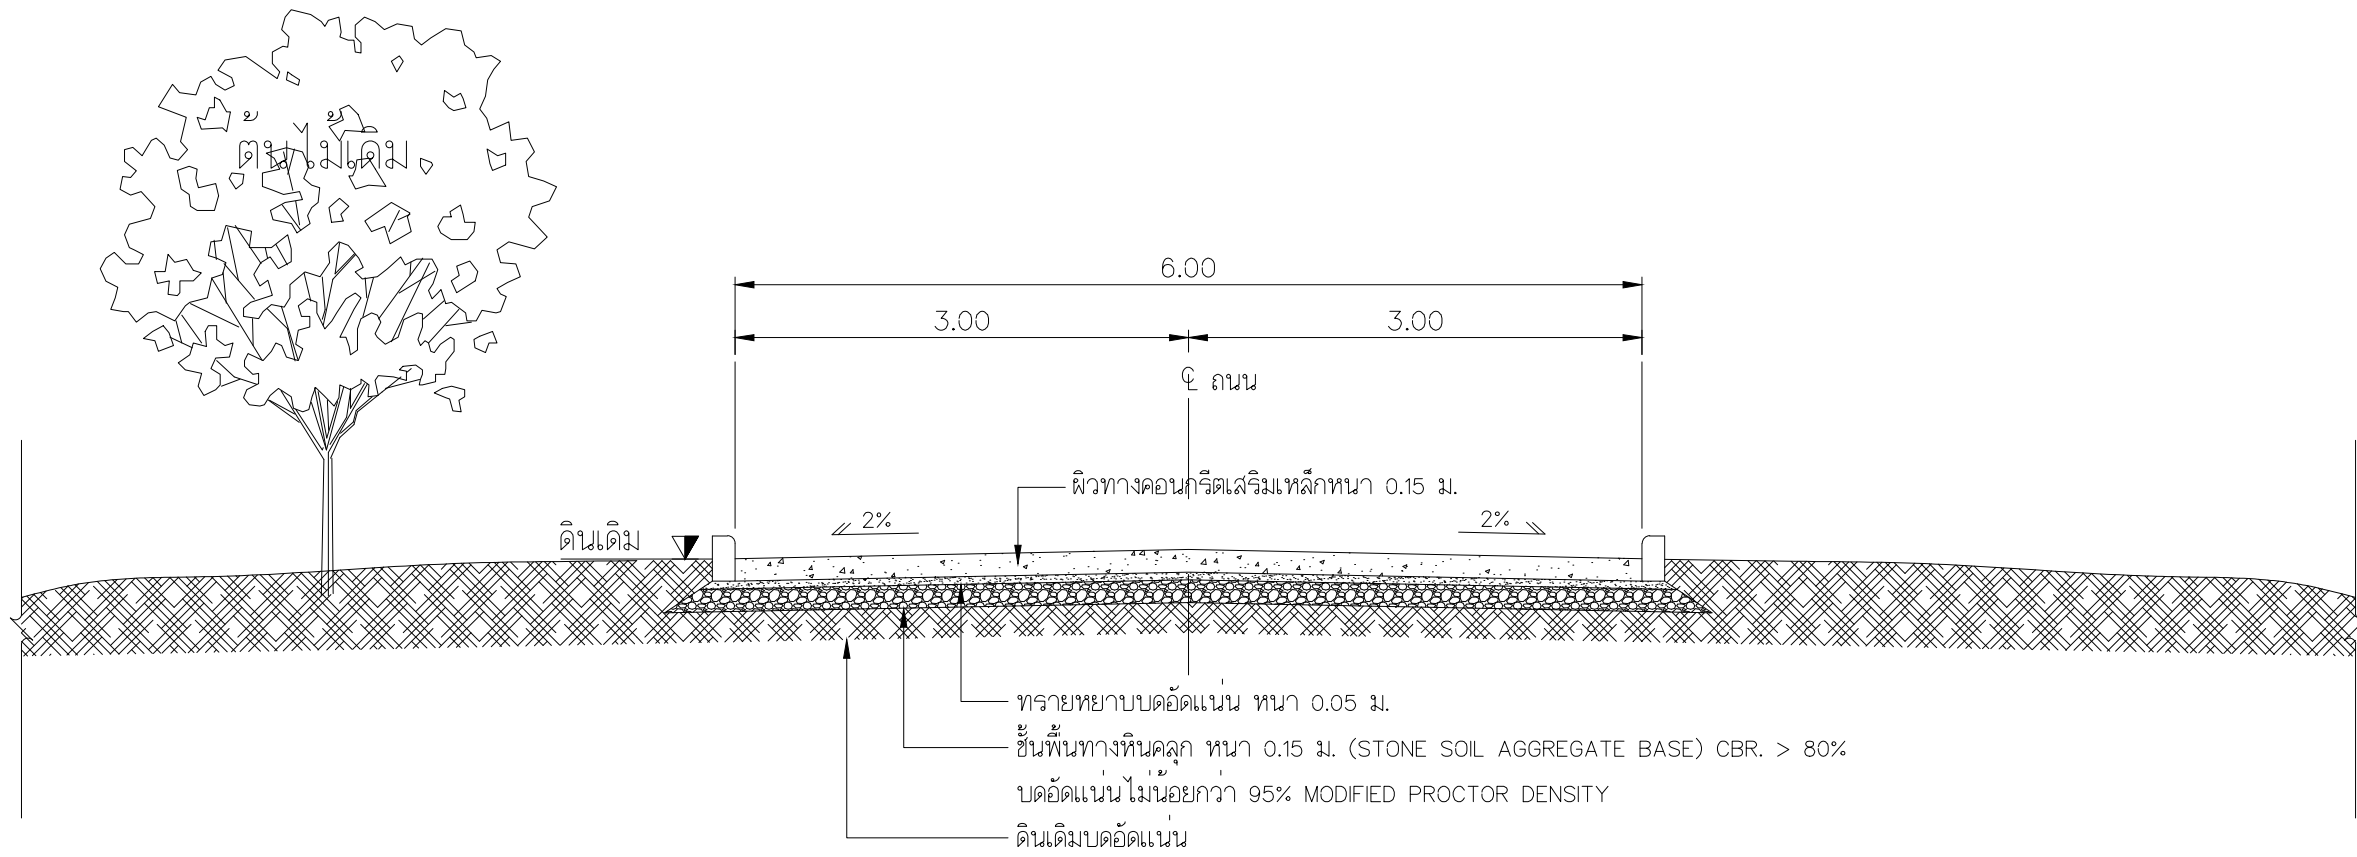 ต้นไม้เดิม
6.00
3.00 3.00
℄ ถนน
ผิวทางคอนกรีตเสริมเหล็กหนา 0.15 ม.
2% 2%
ดินเดิม
ทรายหยาบบดอัดแน่น หนา 0.05 ม.
ชั้นพื้นทางหินคลุก หนา 0.15 ม. (STONE SOIL AGGREGATE BASE) CBR. > 80%
บดอัดแน่นไม่น้อยกว่า 95% MODIFIED PROCTOR DENSITY
ดินเดิมบดอัดแน่น